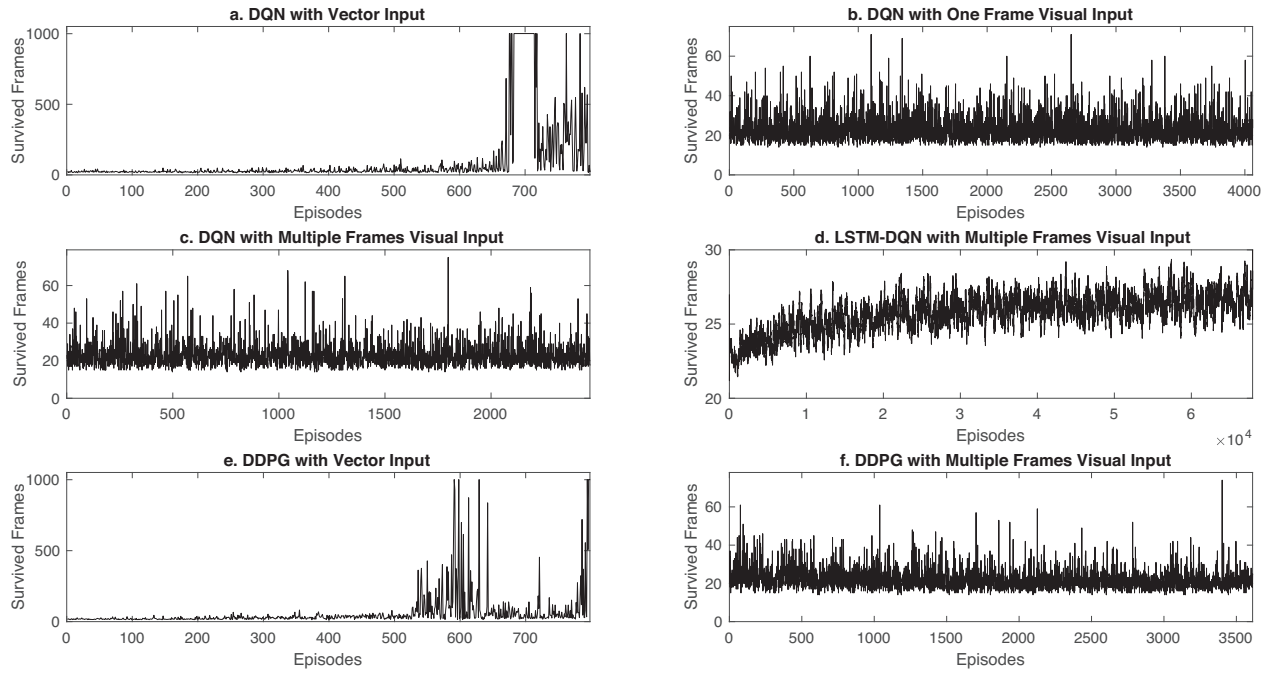 a. DQN with Vector Input
1000
500
0
Survived Frames
0 100 200 300 400 500 600 700
Episodes
b. DQN with One Frame Visual Input
60
40
20
0
Survived Frames
0 500 1000 1500 2000 2500 3000 3500 4000
Episodes
c. DQN with Multiple Frames Visual Input
60
40
20
0
Survived Frames
0 500 1000 1500 2000
Episodes
d. LSTM-DQN with Multiple Frames Visual Input
30
25
20
Survived Frames
0 1 2 3 4 5 6
Episodes
×10⁴
e. DDPG with Vector Input
1000
500
0
Survived Frames
0 100 200 300 400 500 600 700
Episodes
f. DDPG with Multiple Frames Visual Input
60
40
20
0
Survived Frames
0 500 1000 1500 2000 2500 3000 3500
Episodes